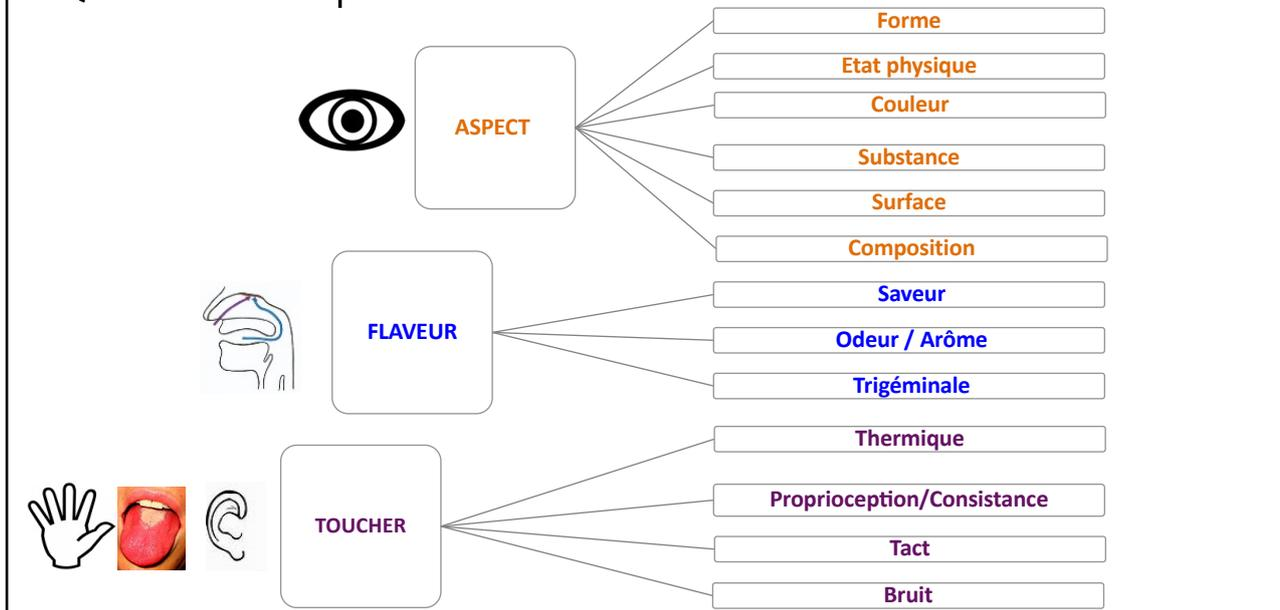 Forme
Etat physique
Couleur
ASPECT
Substance
Surface
Composition
Saveur
FLAVEUR
Odeur / Arôme
Trigéminale
Thermique
Proprioception/Consistance
TOUCHER
Tact
Bruit